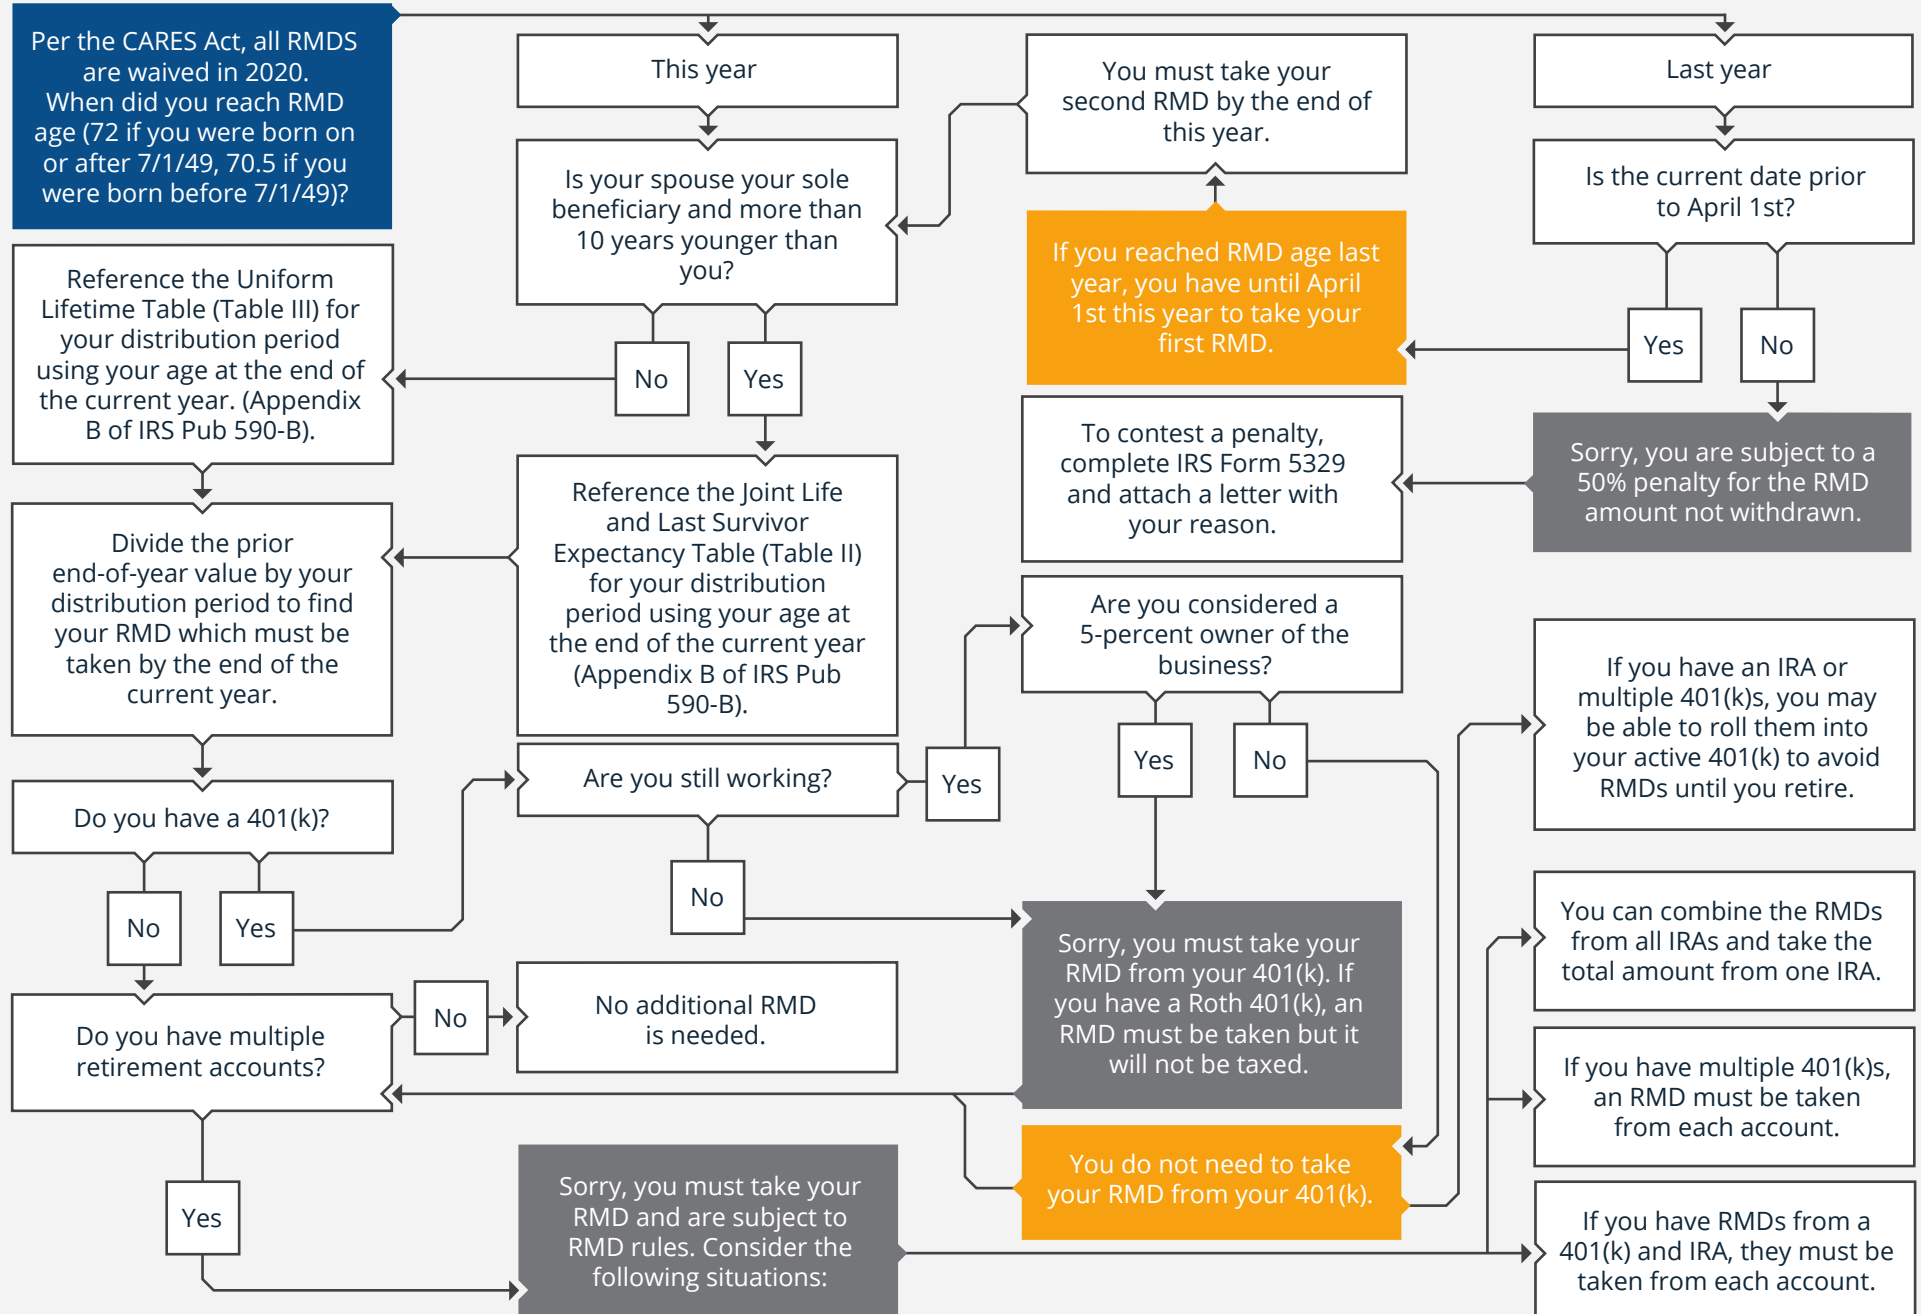 Per the CARES Act, all RMDS
are waived in 2020.
When did you reach RMD
age (72 if you were born on
or after 7/1/49, 70.5 if you
were born before 7/1/49)?
This year
Is your spouse your sole
beneficiary and more than
10 years younger than
you?
No
Yes
You must take your
second RMD by the end of
this year.
If you reached RMD age last
year, you have until April
1st this year to take your
first RMD.
Last year
Is the current date prior
to April 1st?
Yes
No
Sorry, you are subject to a
50% penalty for the RMD
amount not withdrawn.
To contest a penalty,
complete IRS Form 5329
and attach a letter with
your reason.
Reference the Uniform
Lifetime Table (Table III) for
your distribution period
using your age at the end of
the current year. (Appendix
B of IRS Pub 590-B).
Reference the Joint Life
and Last Survivor
Expectancy Table (Table II)
for your distribution
period using your age at
the end of the current year
(Appendix B of IRS Pub
590-B).
Divide the prior
end-of-year value by your
distribution period to find
your RMD which must be
taken by the end of the
current year.
Do you have a 401(k)?
No
Yes
Are you still working?
Yes
No
Are you considered a
5-percent owner of the
business?
Yes
No
Sorry, you must take your
RMD from your 401(k). If
you have a Roth 401(k), an
RMD must be taken but it
will not be taxed.
You do not need to take
your RMD from your 401(k).
If you have an IRA or
multiple 401(k)s, you may
be able to roll them into
your active 401(k) to avoid
RMDs until you retire.
Do you have multiple
retirement accounts?
No
No additional RMD
is needed.
Yes
Sorry, you must take your
RMD and are subject to
RMD rules. Consider the
following situations:
You can combine the RMDs
from all IRAs and take the
total amount from one IRA.
If you have multiple 401(k)s,
an RMD must be taken
from each account.
If you have RMDs from a
401(k) and IRA, they must be
taken from each account.